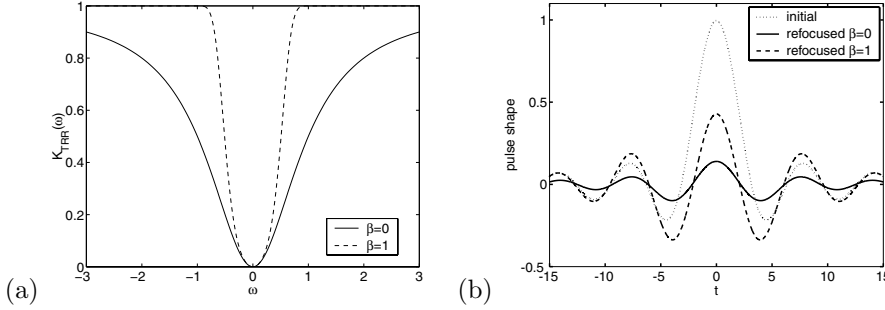 (a)
K_TRR(ω)
1
0.8
0.6
0.4
0.2
0
−3 −2 −1 0 1 2 3
ω
β=0
β=1
(b)
pulse shape
1
0.5
0
-0.5
-15 -10 -5 0 5 10 15
t
initial
refocused β=0
refocused β=1